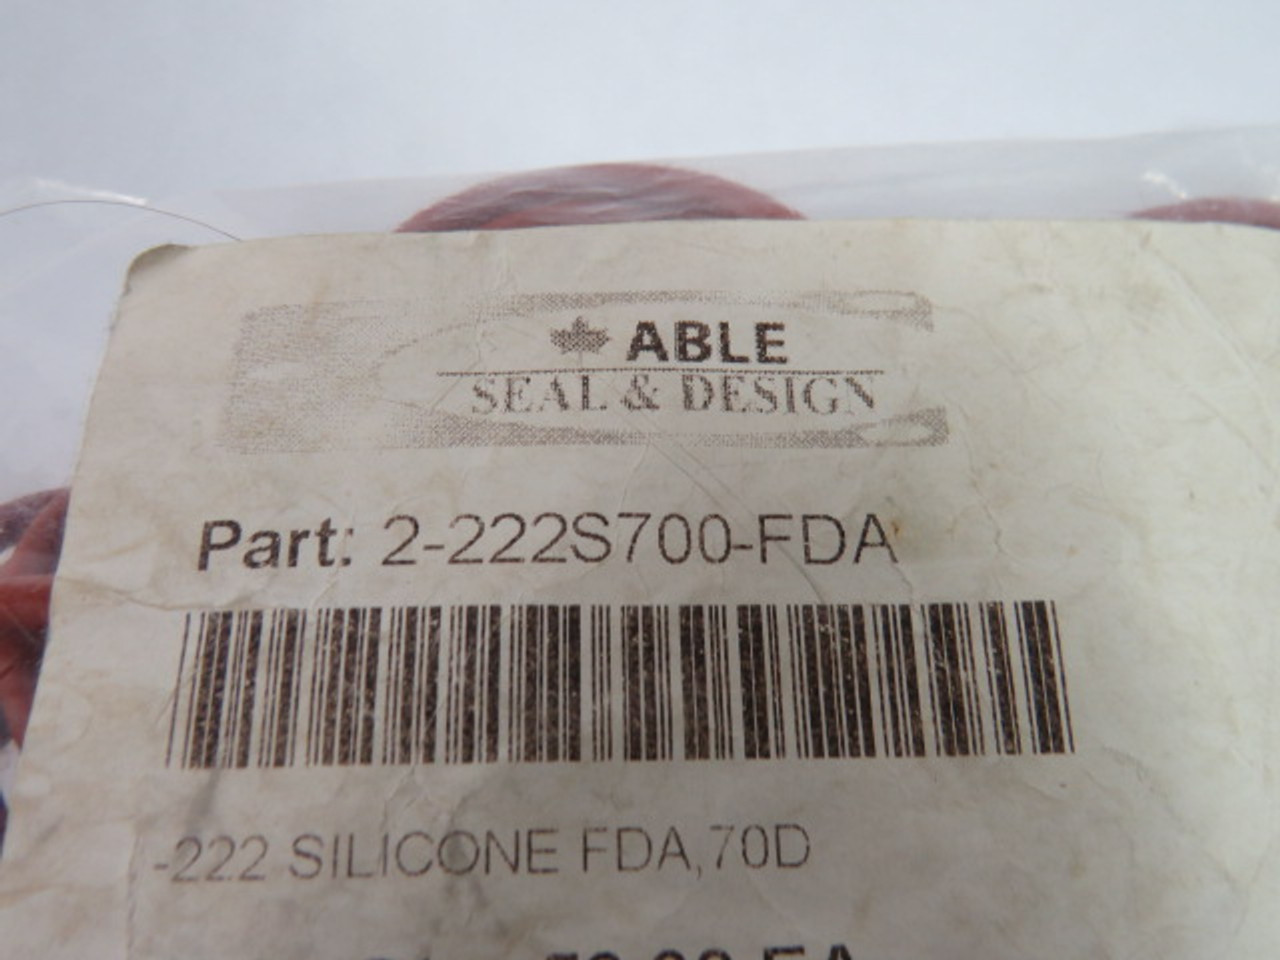 ABLE
SEAL & DESIGN
Part: 2-222S700-FDA
-222 SILICONE FDA,70D